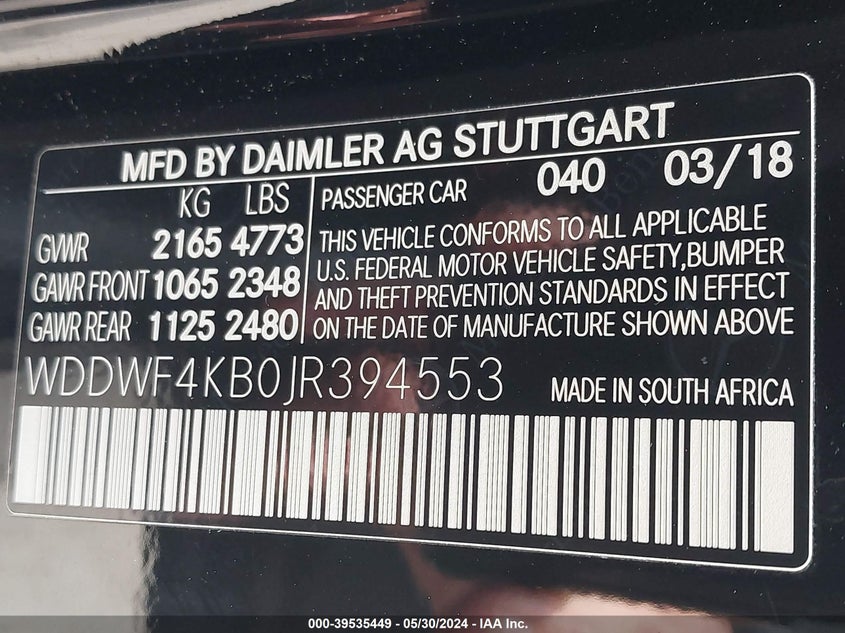 MFD BY DAIMLER AG STUTTGART
KG LBS PASSENGER CAR 040 03/18
GVWR 2165 4773
GAWR FRONT 1065 2348
GAWR REAR 1125 2480
THIS VEHICLE CONFORMS TO ALL APPLICABLE
U.S. FEDERAL MOTOR VEHICLE SAFETY,BUMPER
AND THEFT PREVENTION STANDARDS IN EFFECT
ON THE DATE OF MANUFACTURE SHOWN ABOVE
WDDWF4KB0JR394553 MADE IN SOUTH AFRICA
000-39535449 - 05/30/2024 - IAA Inc.